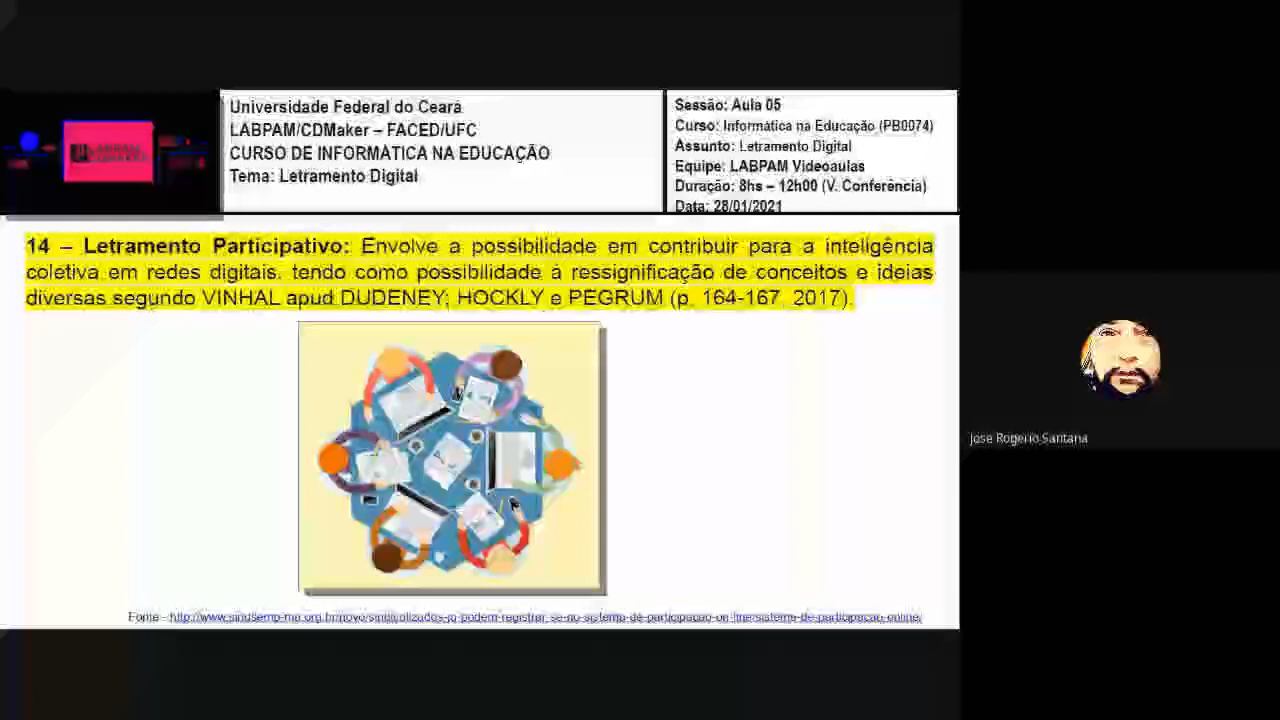 Universidade Federal do Ceará
LABPAM/CDMaker – FACED/UFC
CURSO DE INFORMÁTICA NA EDUCAÇÃO
Tema: Letramento Digital
Sessão: Aula 05
Curso: Informática na Educação (PB0074)
Assunto: Letramento Digital
Equipe: LABPAM Videoaulas
Duração: 8hs – 12h00 (V. Conferência)
Data: 28/01/2021
14 – Letramento Participativo: Envolve a possibilidade em contribuir para a inteligência
coletiva em redes digitais, tendo como possibilidade à ressignificação de conceitos e ideias
diversas segundo VINHAL apud DUDENEY; HOCKLY e PEGRUM (p. 164-167, 2017).
Jose Rogerio Santana
Fonte -